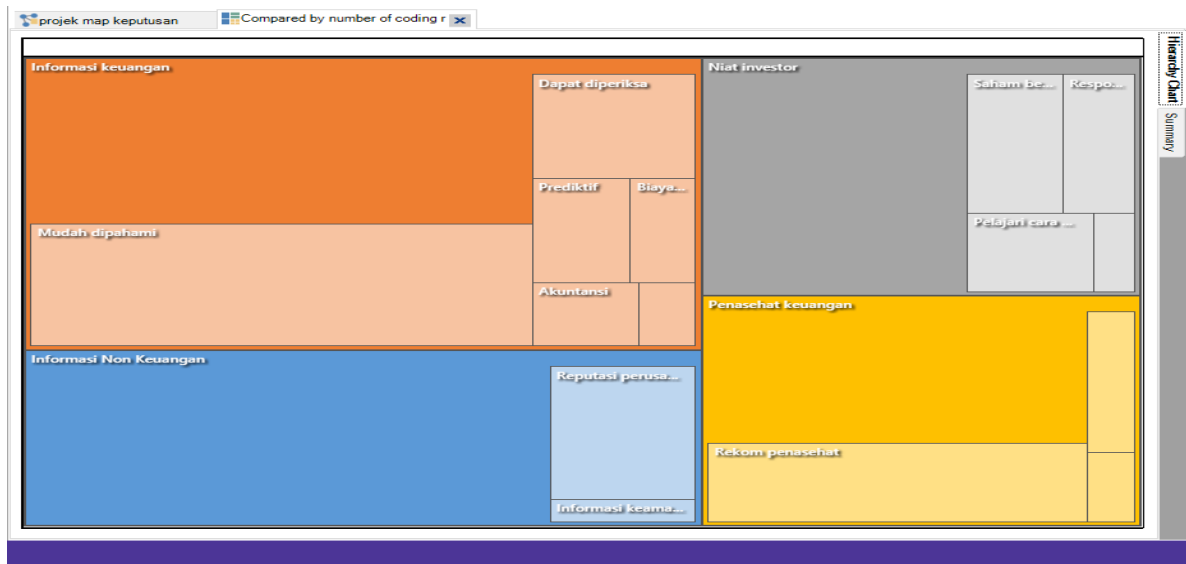 projek map keputusan
Compared by number of coding r
Hierarchy Chart
Summary
Informasi keuangan
Dapat diperiksa
Prediktif
Biaya...
Mudah dipahami
Akuntansi
Niat investor
Saham be...
Respo...
Pelajari cara ...
Penasehat keuangan
Rekom penasehat
Informasi Non Keuangan
Reputasi perusa...
Informasi keama...